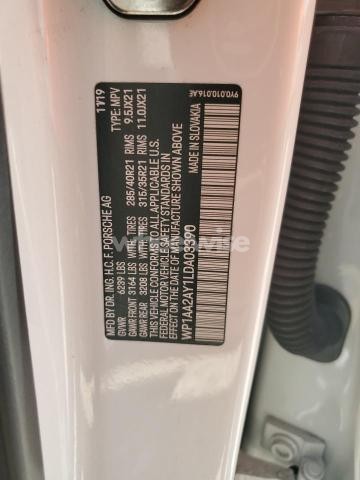 MFD. BY DR. ING. H.C. F. PORSCHE AG 11/19
GVWR 6239 LBS TYPE: MPV
GAWR FRONT 3164 LBS WITH TIRES 285/40R21 RIMS 9.5JX21
GAWR REAR 3208 LBS WITH TIRES 315/35R21 RIMS 11.0JX21
THIS VEHICLE CONFORMS TO ALL APPLICABLE U.S.
FEDERAL MOTOR VEHICLE SAFETY STANDARDS IN
EFFECT ON THE DATE OF MANUFACTURE SHOWN ABOVE
WP1AA2AY1LDA03390 MADE IN SLOVAKIA
9Y0.010.016.AE